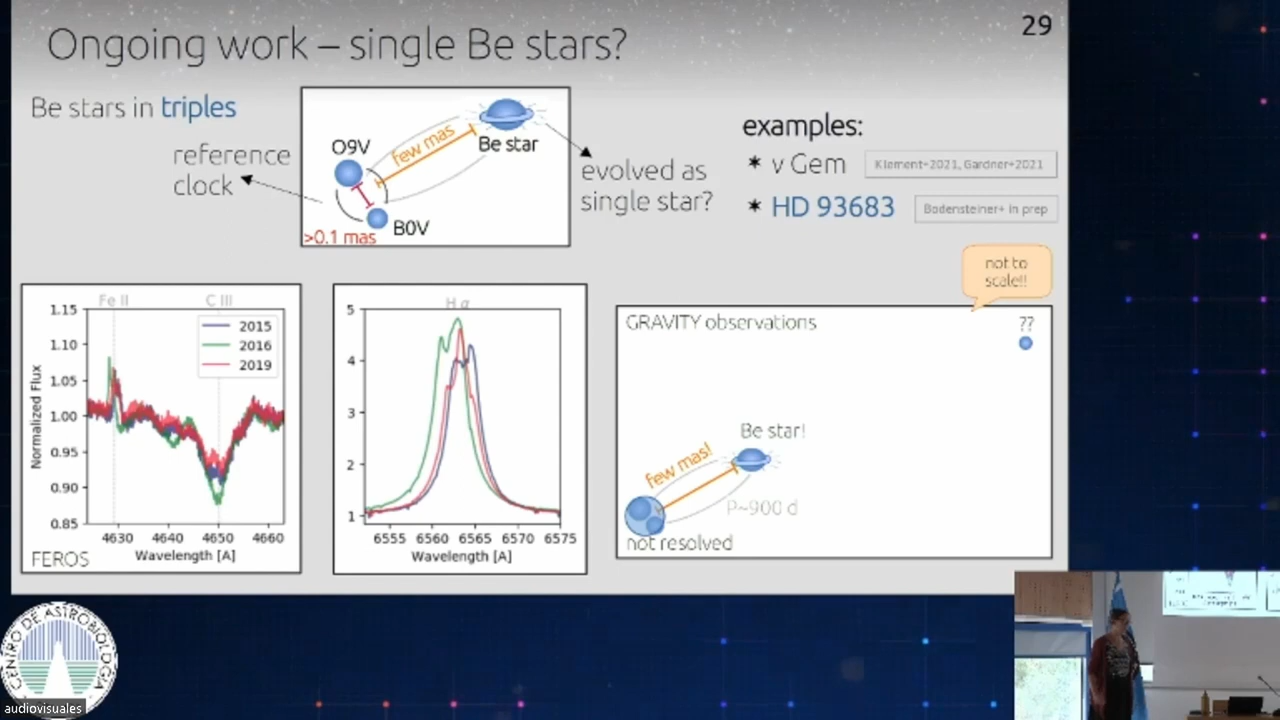 29
Ongoing work – single Be stars?
Be stars in triples
reference
clock
O9V
few mas
Be star
B0V
>0.1 mas
evolved as
single star?
examples:
* ν Gem
Klement+2021, Gardner+2021
* HD 93683
Bodensteiner+ in prep
not to
scale!!
Fe II
C III
1.15
1.10
1.05
1.00
0.95
0.90
0.85
Normalized Flux
2015
2016
2019
4630 4640 4650 4660
Wavelength [A]
FEROS
H α
5
4
3
2
1
6555 6560 6565 6570 6575
Wavelength [A]
GRAVITY observations
??
Be star!
few mas!
P~900 d
not resolved
CENTRO DE ASTROBIOLOGÍA
audiovisuales